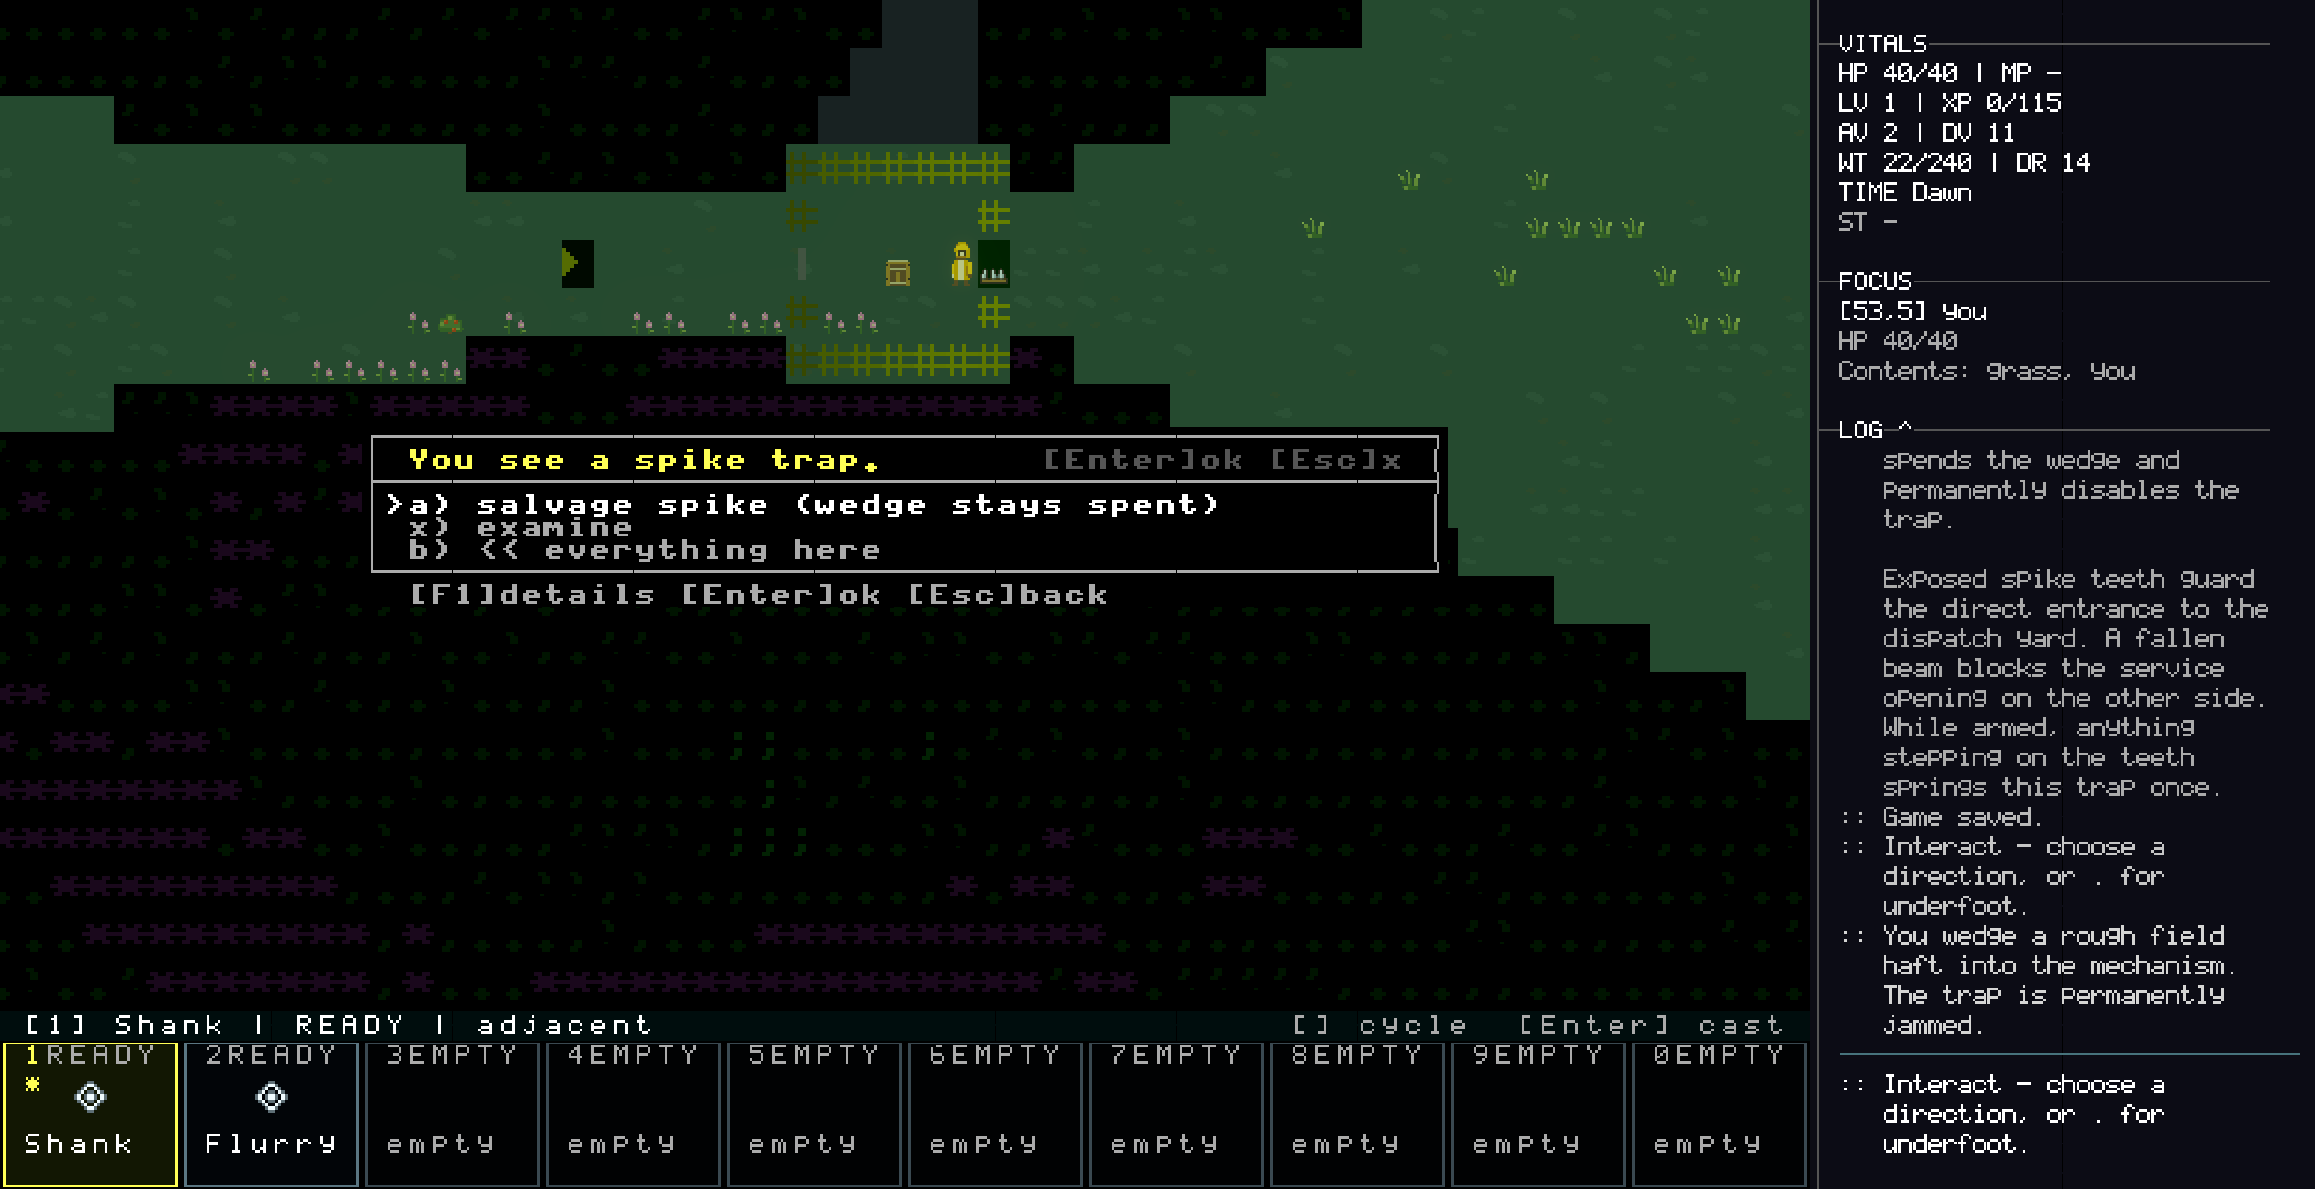 You see a spike trap. [Enter]ok [Esc]x
>a) salvage spike (wedge stays spent)
x) examine
b) << everything here
[F1]details [Enter]ok [Esc]back
[1] Shank | READY | adjacent [] cycle [Enter] cast
1READY 2READY 3EMPTY 4EMPTY 5EMPTY 6EMPTY 7EMPTY 8EMPTY 9EMPTY 0EMPTY
*
Shank Flurry empty empty empty empty empty empty empty empty
VITALS
HP 40/40 | MP -
LV 1 | XP 0/115
AV 2 | DV 11
WT 22/240 | DR 14
TIME Dawn
ST -
FOCUS
[53,5] You
HP 40/40
Contents: grass, You
LOG ^
spends the wedge and
permanently disables the
trap.
Exposed spike teeth guard
the direct entrance to the
dispatch yard. A fallen
beam blocks the service
opening on the other side.
While armed, anything
stepping on the teeth
springs this trap once.
:: Game saved.
:: Interact - choose a
direction, or . for
underfoot.
:: You wedge a rough field
haft into the mechanism.
The trap is permanently
jammed.
:: Interact - choose a
direction, or . for
underfoot.